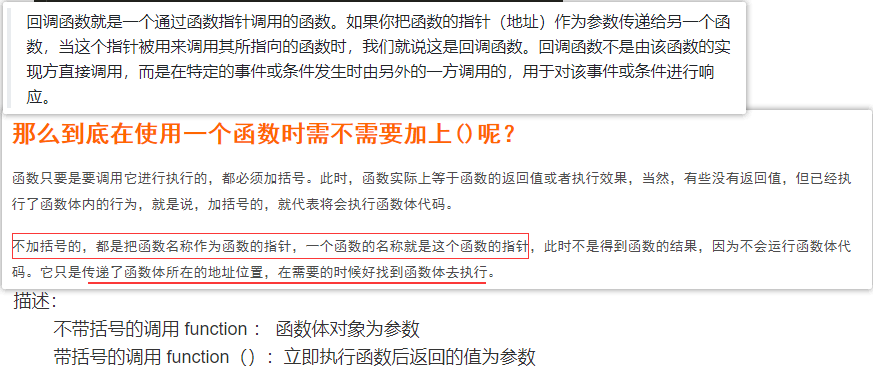 回调函数就是一个通过函数指针调用的函数。如果你把函数的指针（地址）作为参数传递给另一个函
数，当这个指针被用来调用其所指向的函数时，我们就说这是回调函数。回调函数不是由该函数的实
现方直接调用，而是在特定的事件或条件发生时由另外的一方调用的，用于对该事件或条件进行响
应。
那么到底在使用一个函数时需不需要加上()呢？
函数只要是要调用它进行执行的，都必须加括号。此时，函数实际上等于函数的返回值或者执行效果，当然，有些没有返回值，但已经执
行了函数体内的行为，就是说，加括号的，就代表将会执行函数体代码。
不加括号的，都是把函数名称作为函数的指针，一个函数的名称就是这个函数的指针，此时不是得到函数的结果，因为不会运行函数体代
码。它只是传递了函数体所在的地址位置，在需要的时候好找到函数体去执行。
描述：
不带括号的调用 function ： 函数体对象为参数
带括号的调用 function（）：立即执行函数后返回的值为参数